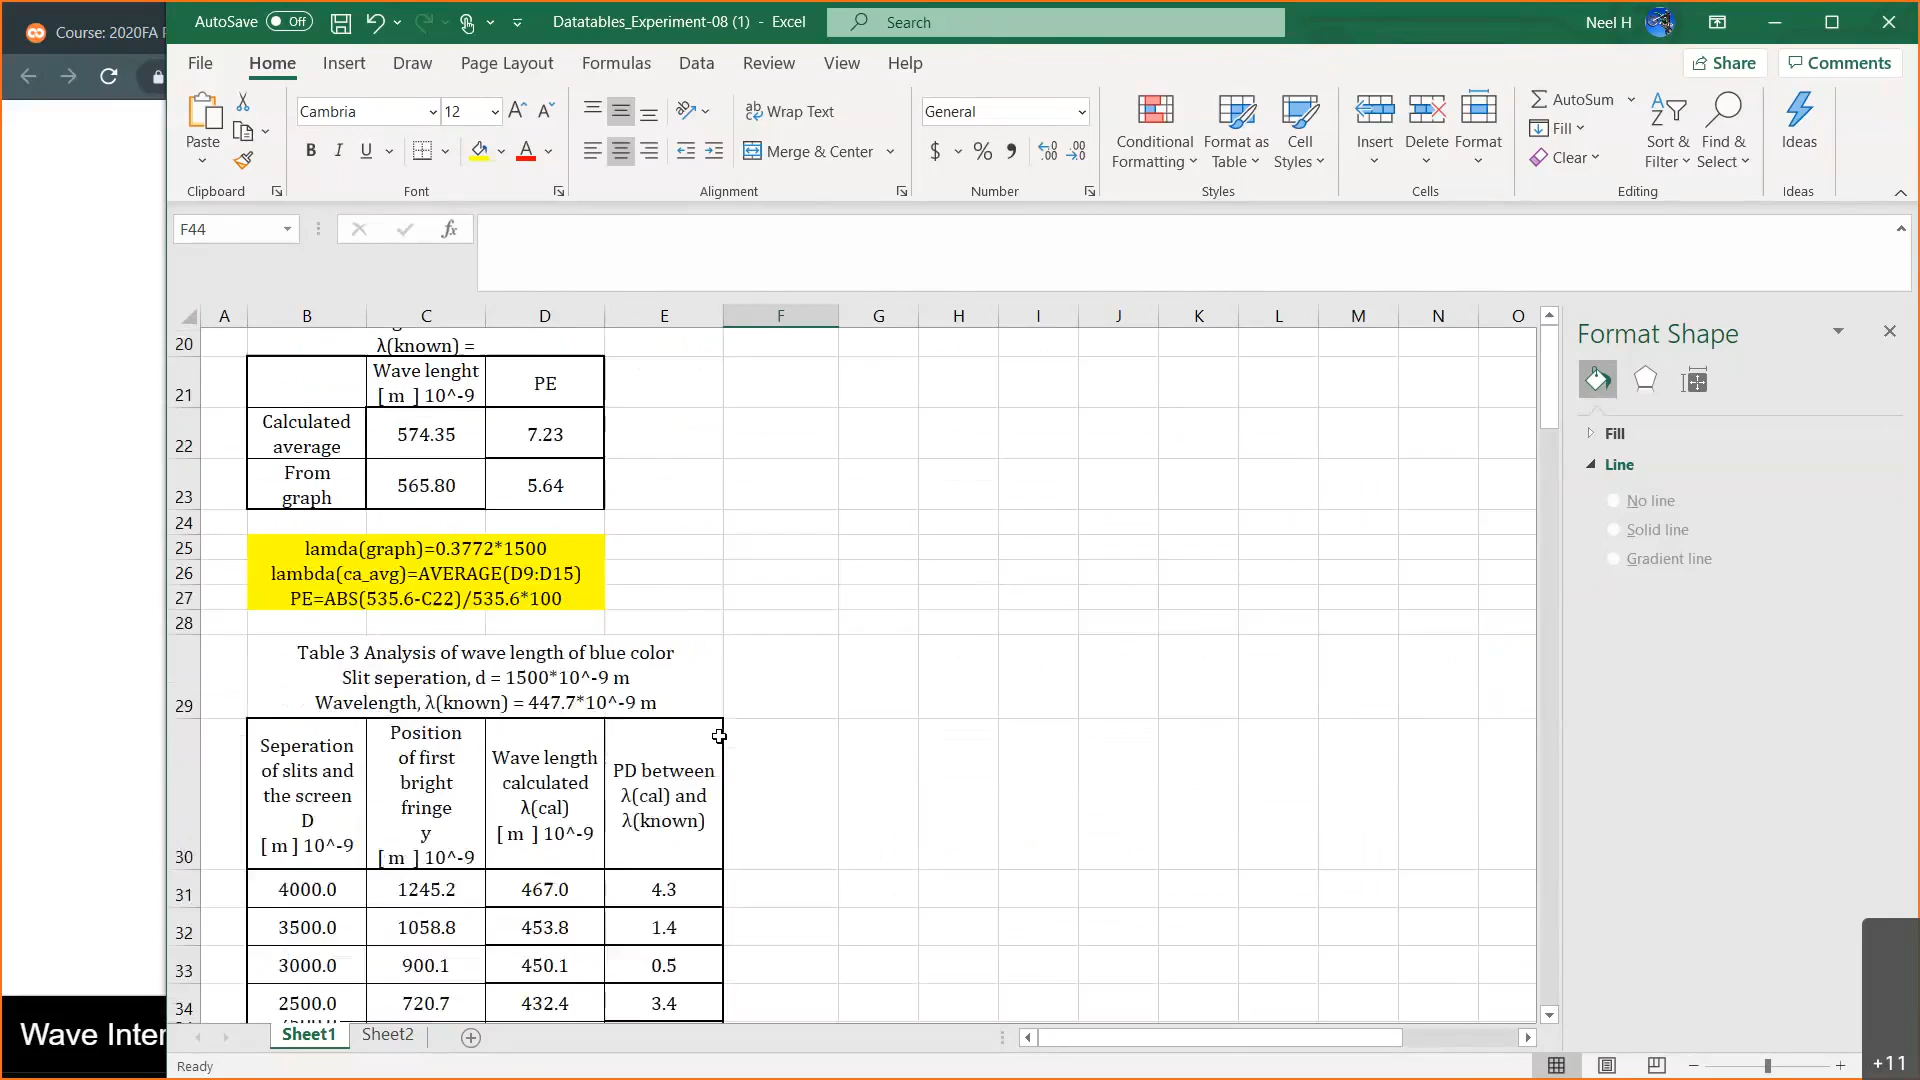 AutoSave Off
Datatables_Experiment-08 (1) - Excel
Search
Neel H
Course: 2020FA
File Home Insert Draw Page Layout Formulas Data Review View Help
Share Comments
Paste
Clipboard
Cambria 12
B I U A
Font
ab Wrap Text
Merge & Center
Alignment
General
$ % 9
Number
Conditional Formatting
Format as Table
Cell Styles
Styles
Insert Delete Format
Cells
AutoSum
Fill
Clear
Sort & Filter
Find & Select
Editing
Ideas
Ideas
F44
fx
A B C D E F G H I J K L M N O
20 λ(known) =
21 Wave lenght
[ m ] 10^-9 PE
22 Calculated
average 574.35 7.23
23 From
graph 565.80 5.64
24
25 lamda(graph)=0.3772*1500
26 lambda(ca_avg)=AVERAGE(D9:D15)
27 PE=ABS(535.6-C22)/535.6*100
28
Table 3 Analysis of wave length of blue color
Slit seperation, d = 1500*10^-9 m
29 Wavelength, λ(known) = 447.7*10^-9 m
30
Seperation
of slits and
the screen
D
[ m ] 10^-9
Position
of first
bright
fringe
y
[ m ] 10^-9
Wave length
calculated
λ(cal)
[ m ] 10^-9
PD between
λ(cal) and
λ(known)
31 4000.0 1245.2 467.0 4.3
32 3500.0 1058.8 453.8 1.4
33 3000.0 900.1 450.1 0.5
34 2500.0 720.7 432.4 3.4
Format Shape
Fill
Line
No line
Solid line
Gradient line
Wave Inter
Sheet1 Sheet2
Ready
+11